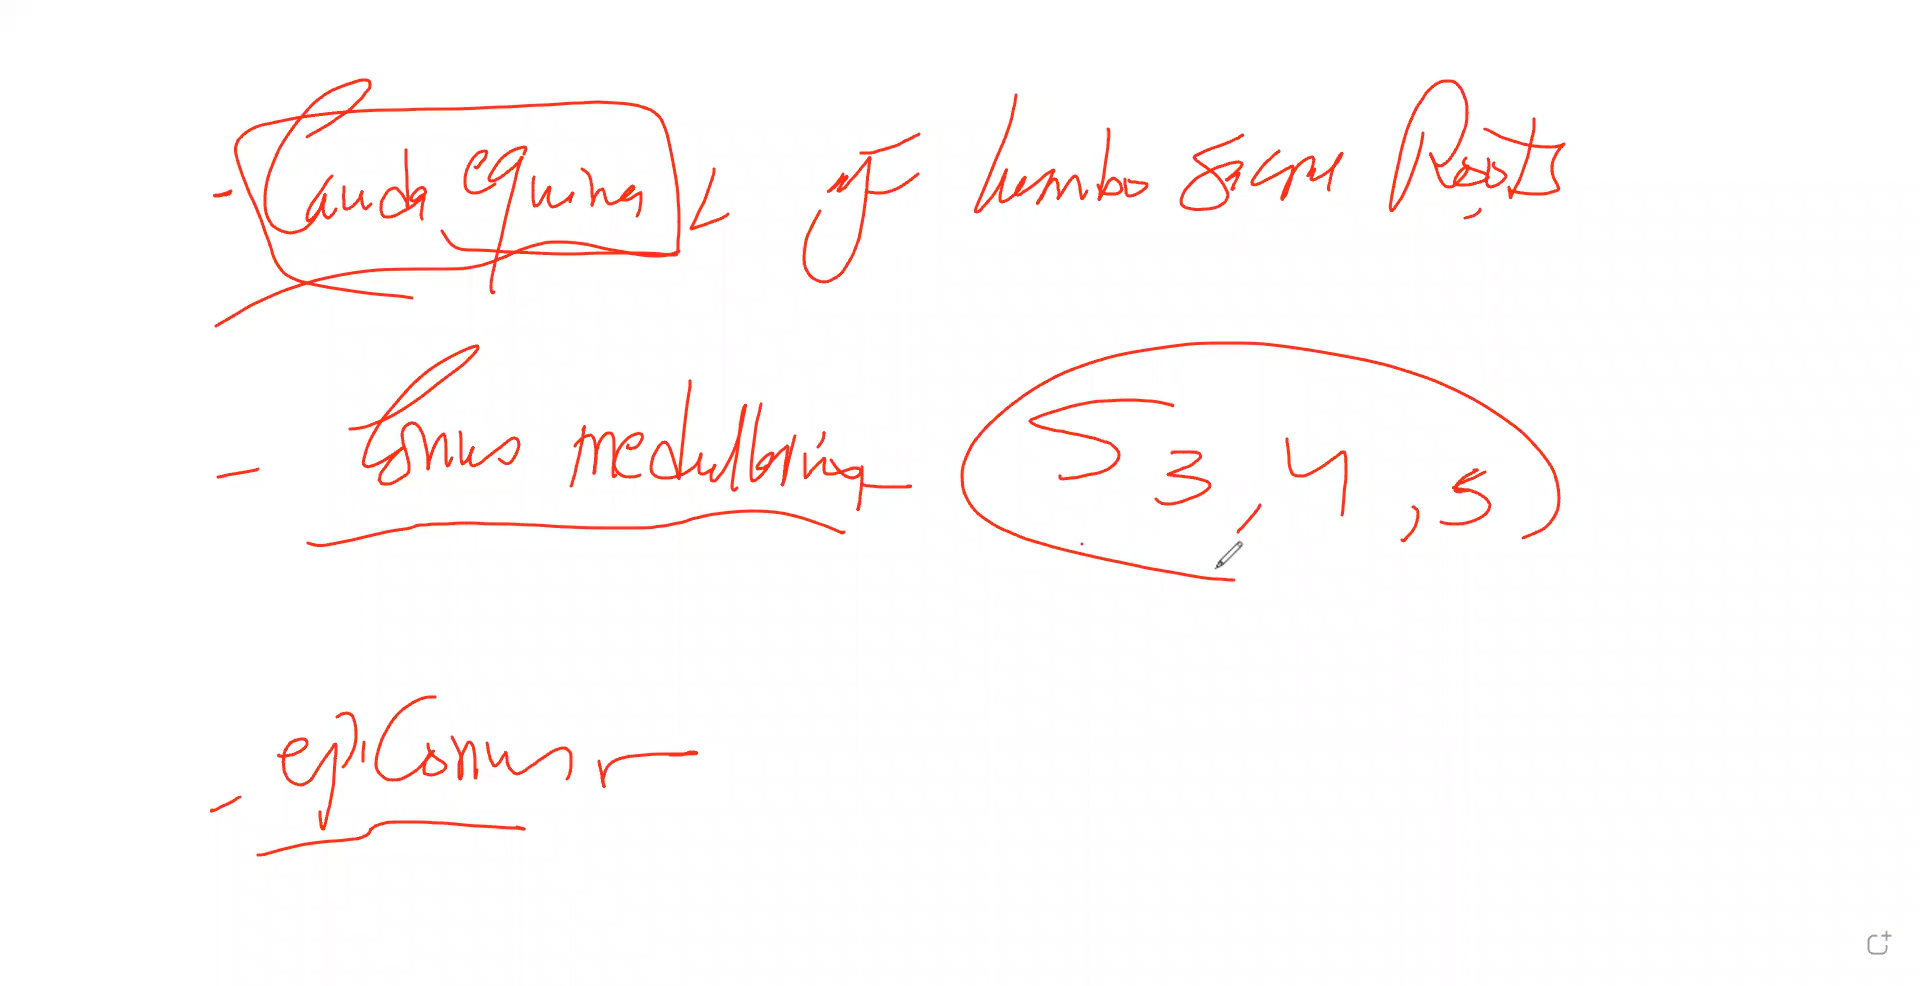 - Cauda equina < of lumbo sacral Roots
- Conus medullaris S3, 4, 5
- epiConus